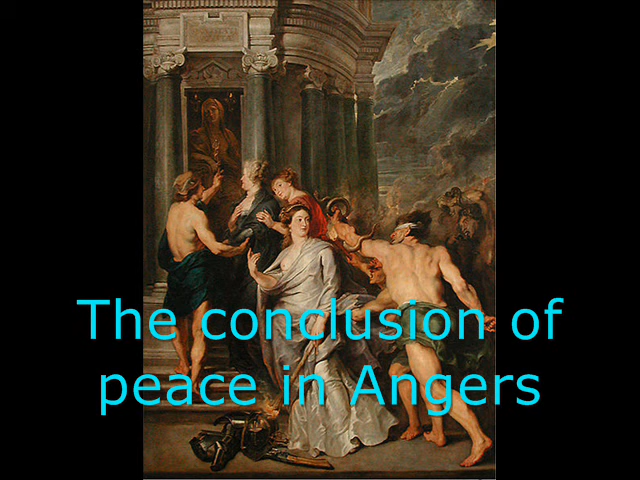 The conclusion of
peace in Angers